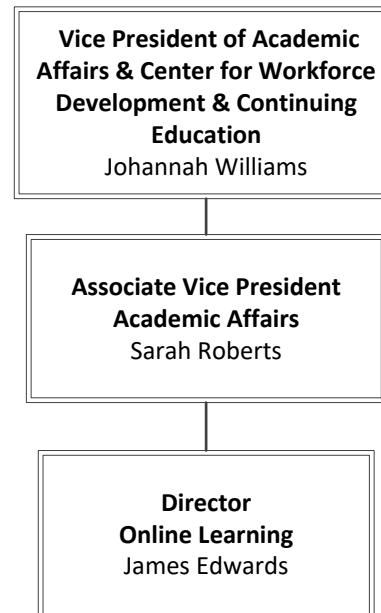 Vice President of Academic
Affairs & Center for Workforce
Development & Continuing
Education
Johannah Williams
Associate Vice President
Academic Affairs
Sarah Roberts
Director
Online Learning
James Edwards